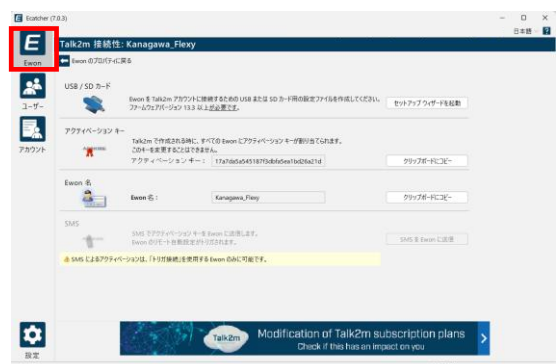 Ecatcher (7.0.3)
日本語
Talk2m 接続性: Kanagawa_Flexy
Ewon
Ewon のプロパティに戻る
USB / SD カード
Ewon を Talk2m アカウントに接続するための USB または SD カード用の設定ファイルを作成してください。
ファームウェアバージョン 13.3 以上が必要です。
セットアップ ウィザードを起動
ユーザー
アクティベーション キー
Talk2m で作成される時に、すべての Ewon にアクティベーション キーが割り当てられます。
このキーを変更することはできません。
アクティベーション キー：
クリップボードにコピー
アカウント
Ewon 名
Ewon 名：
Kanagawa_Flexy
クリップボードにコピー
SMS
SMS でアクティベーション キーを Ewon に送信します。
Ewon のリモート自動設定がトリガされます。
SMS を Ewon に送信
SMS によるアクティベーションは、「トリガ接続」を使用する Ewon のみに可能です。
設定
Talk2m
Modification of Talk2m subscription plans
Check if this has an impact on you